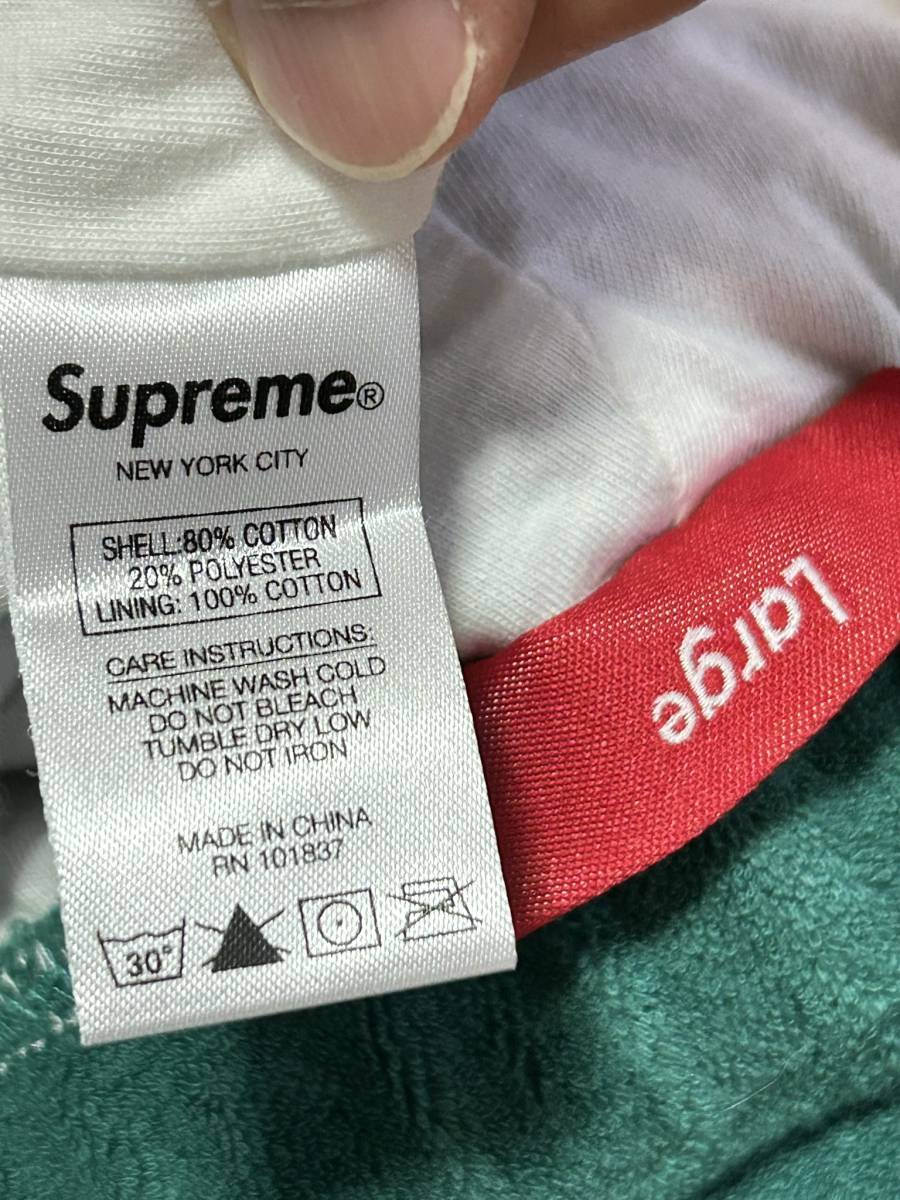 Supreme®
NEW YORK CITY
SHELL:80% COTTON
20% POLYESTER
LINING: 100% COTTON
CARE INSTRUCTIONS:
MACHINE WASH COLD
DO NOT BLEACH
TUMBLE DRY LOW
DO NOT IRON
MADE IN CHINA
RN 101837
30°
Large